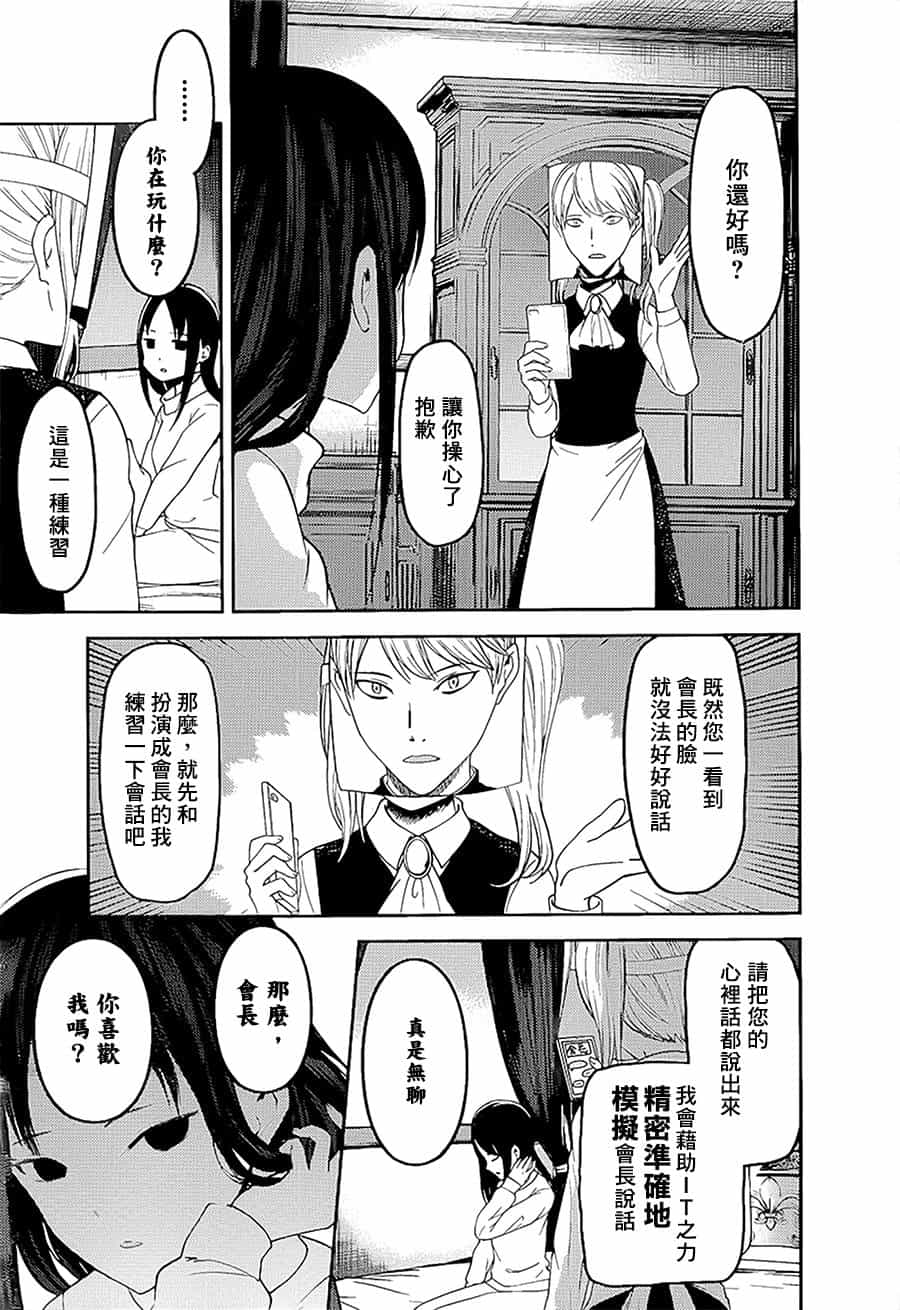 你還好嗎？
讓你操心了
抱歉
……
你在玩什麼？
這是一種練習
既然您一看到
會長的臉
就沒法好好說話
那麼，就先和
扮演成會長的我
練習一下會話吧
請把您的
心裡話都說出來
我會藉助IT之力
精密準確地
模擬會長說話
真是無聊
那麼，
會長
你喜歡
我嗎？